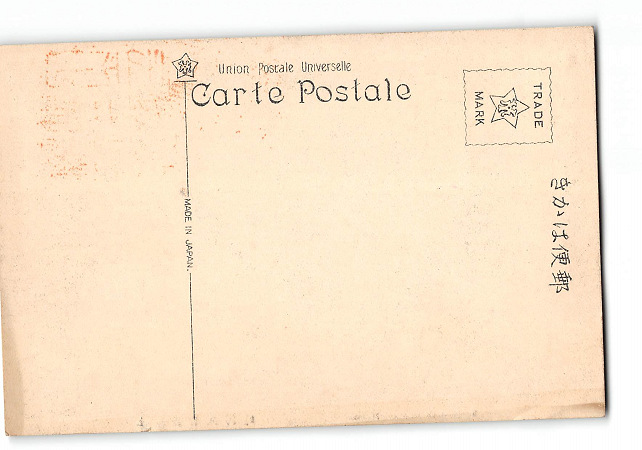 Union Postale Universelle
Carte Postale
TRADE
MARK
MADE IN JAPAN.
きかは便郵